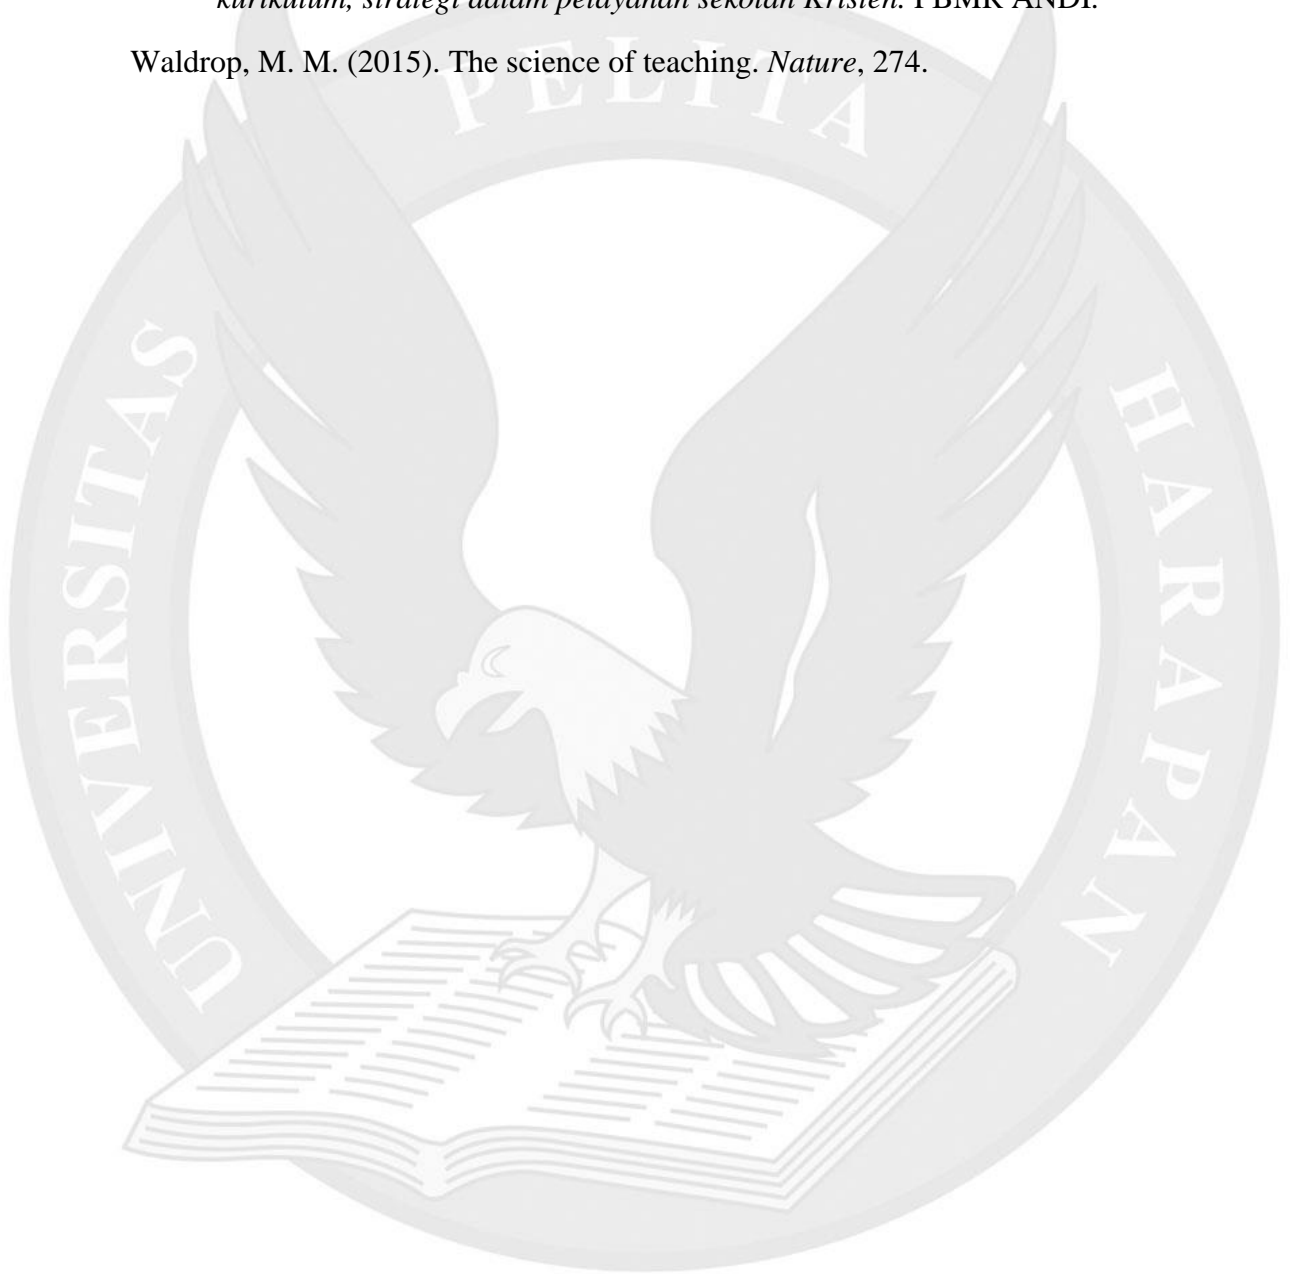 kurikulum, strategi dalam pelayanan sekolah Kristen. PBMR ANDI.
Waldrop, M. M. (2015). The science of teaching. Nature, 274.
UNIVERSITAS PELITA HARAPAN